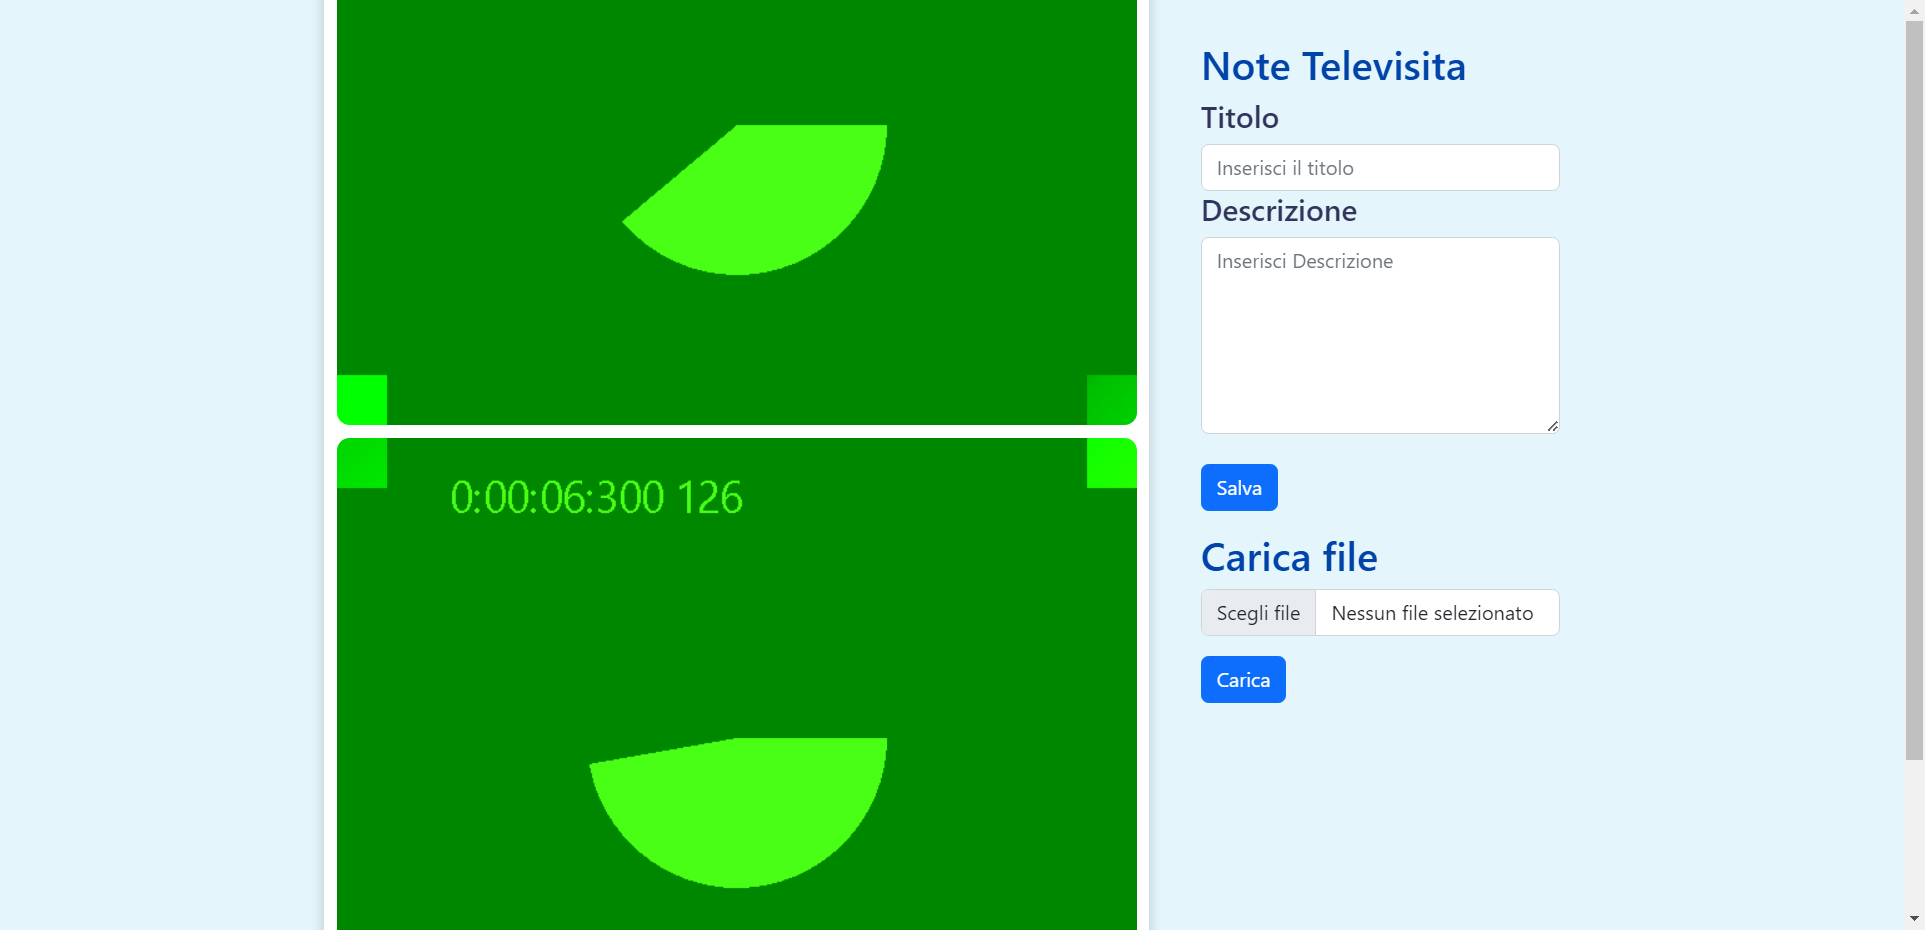 0:00:06:300 126
Note Televisita
Titolo
Inserisci il titolo
Descrizione
Inserisci Descrizione
Salva
Carica file
Scegli file Nessun file selezionato
Carica